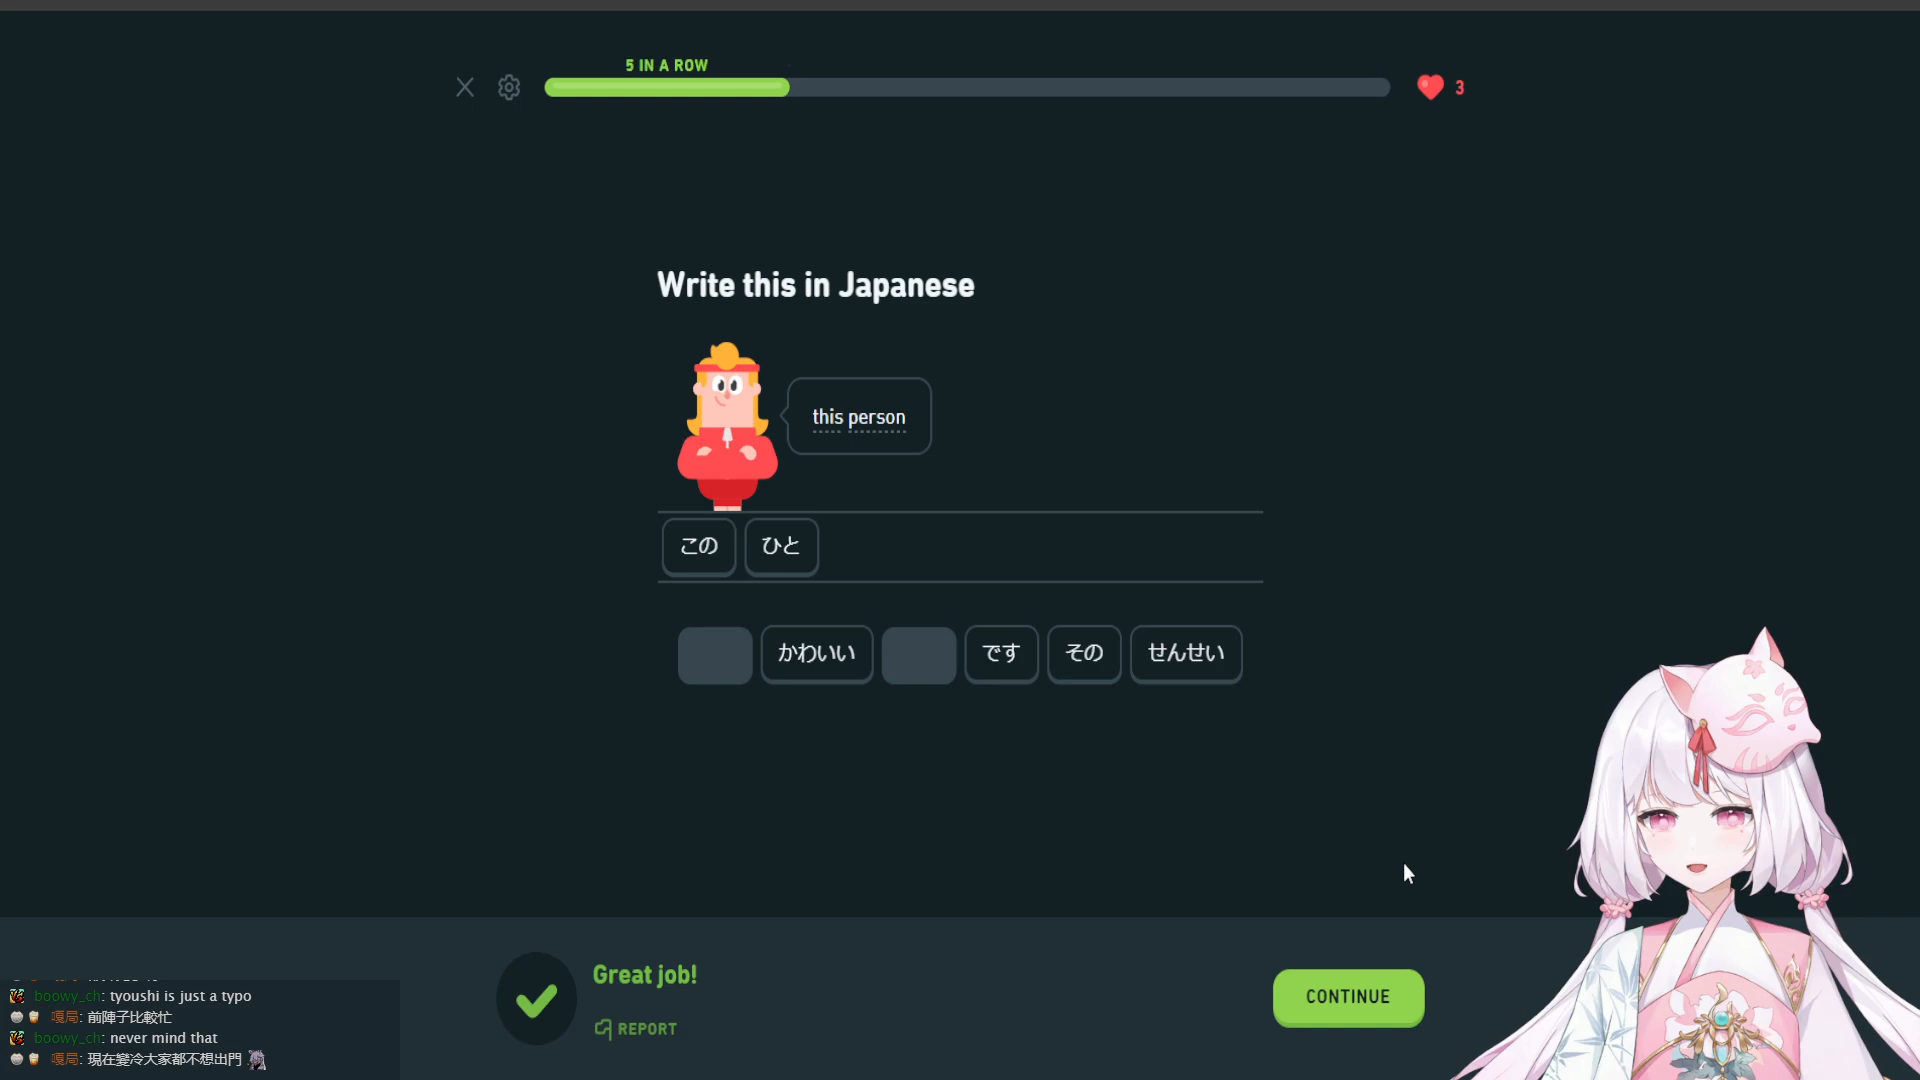 5 IN A ROW
3
Write this in Japanese
this person
この ひと
かわいい です その せんせい
Great job!
REPORT
CONTINUE
boowy_ch: tyoushi is just a typo
嘎局: 前陣子比較忙
boowy_ch: never mind that
嘎局: 現在變冷大家都不想出門